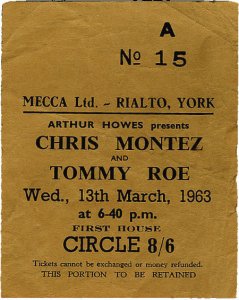 A
No 15
MECCA Ltd. - RIALTO, YORK
ARTHUR HOWES presents
CHRIS MONTEZ
AND
TOMMY ROE
Wed., 13th March, 1963
at 6-40 p.m.
FIRST HOUSE
CIRCLE 8/6
Tickets cannot be exchanged or money refunded.
THIS PORTION TO BE RETAINED